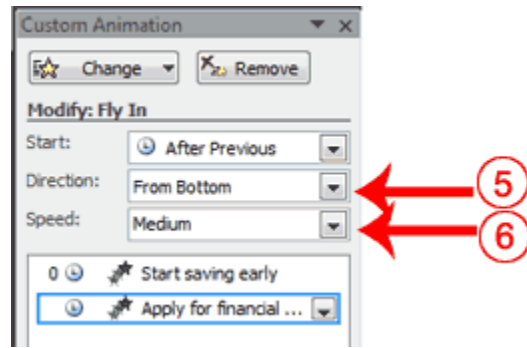 Custom Animation
Change Remove
Modify: Fly In
Start: After Previous
Direction: From Bottom 5
Speed: Medium 6
0 Start saving early
Apply for financial ...